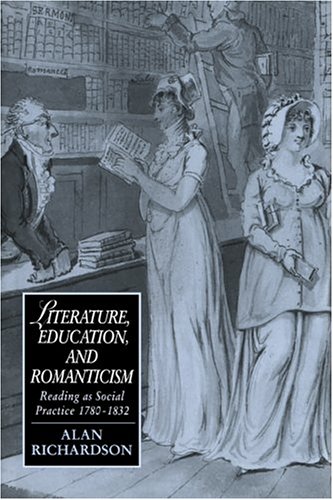 SERMONS
Romances
LITERATURE,
EDUCATION,
AND
ROMANTICISM
Reading as Social
Practice 1780-1832
ALAN
RICHARDSON